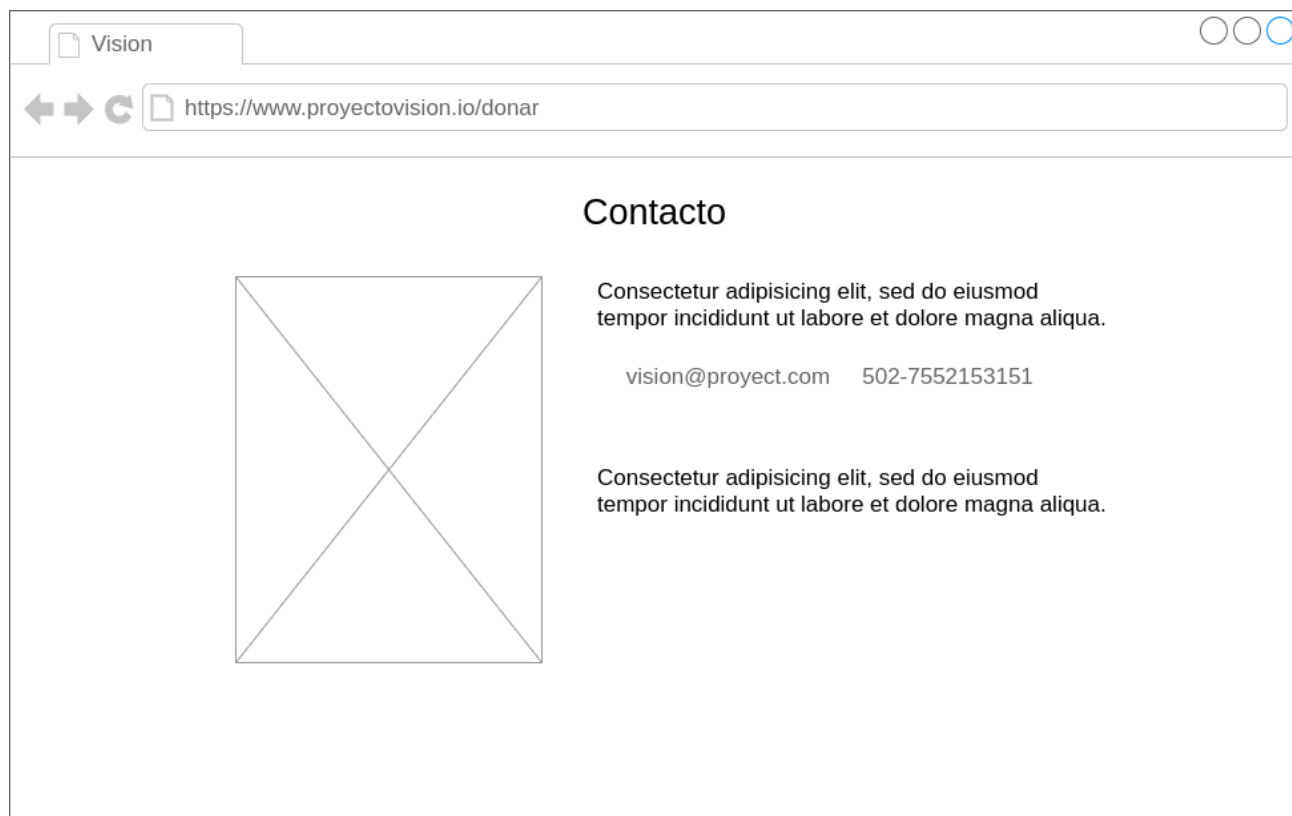 Vision
https://www.proyectovision.io/donar
Contacto
Consectetur adipisicing elit, sed do eiusmod
tempor incididunt ut labore et dolore magna aliqua.
vision@proyect.com 502-7552153151
Consectetur adipisicing elit, sed do eiusmod
tempor incididunt ut labore et dolore magna aliqua.